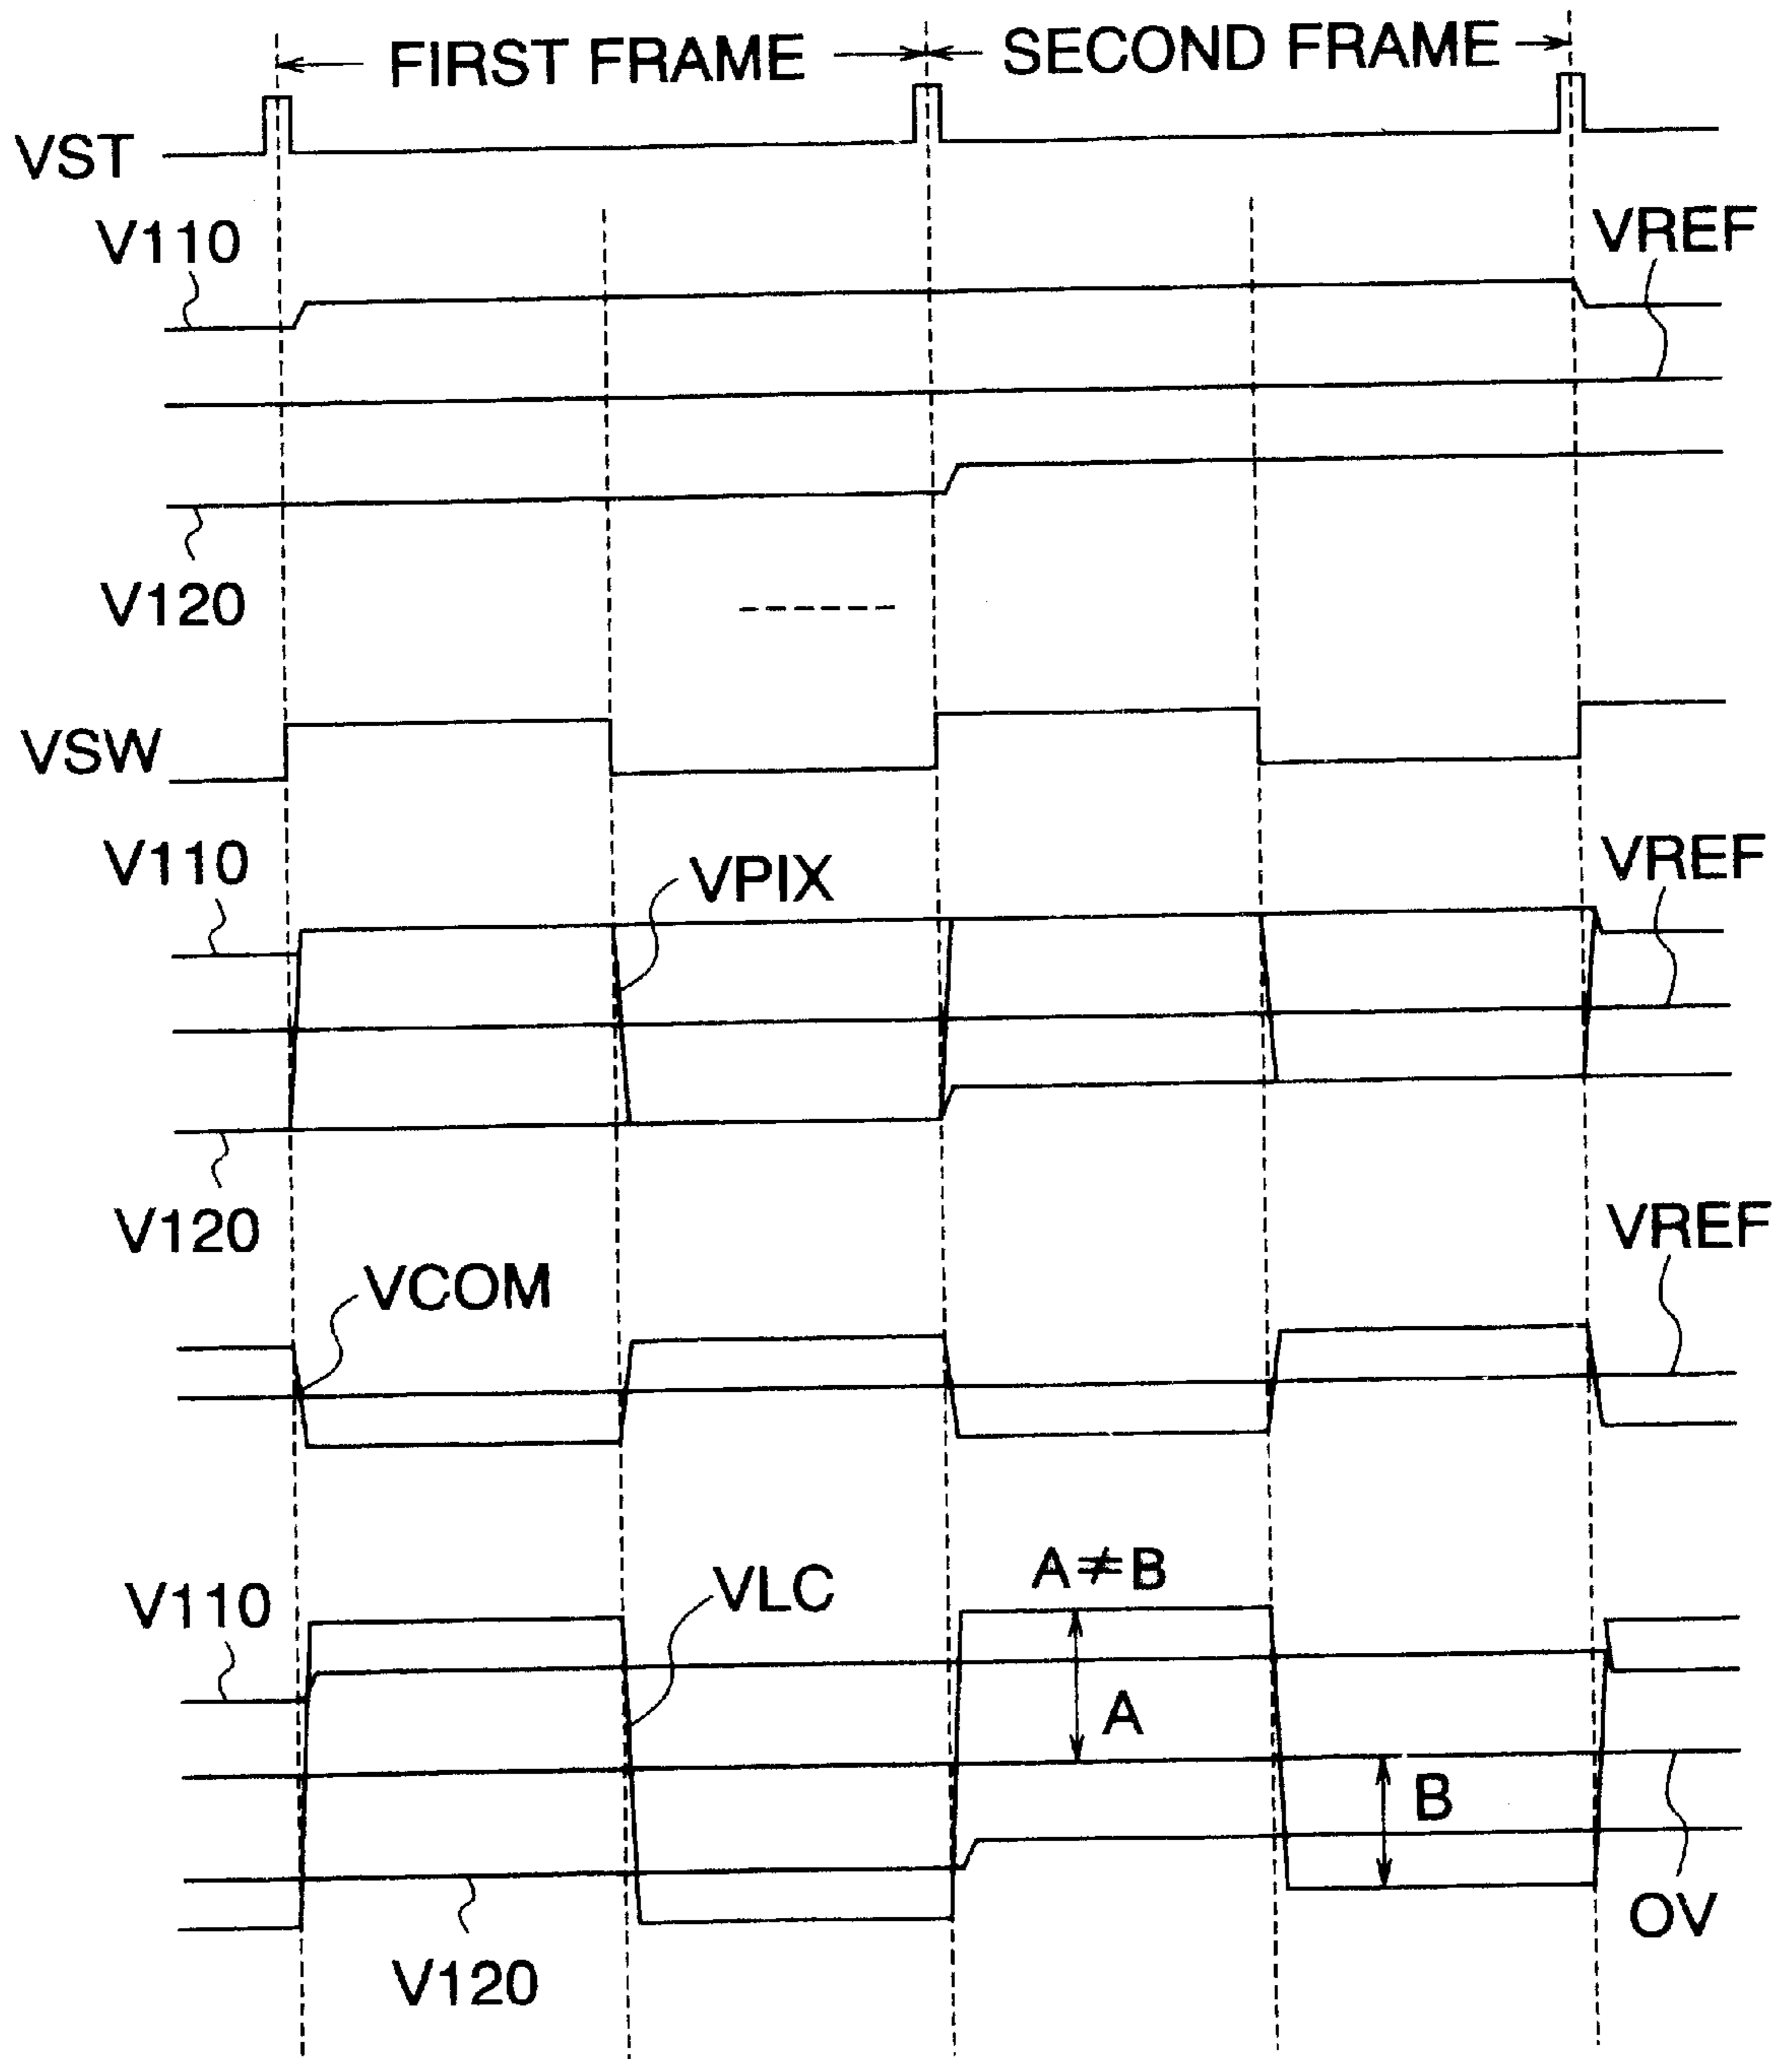 FIRST FRAME
SECOND FRAME
VST
V110
VREF
V120
VSW
V110
VPIX
VREF
V120
VREF
VCOM
A≠B
V110
VLC
A
B
OV
V120